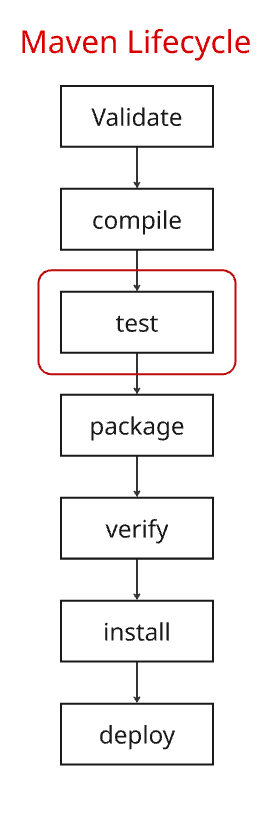 Maven Lifecycle
Validate
compile
test
package
verify
install
deploy